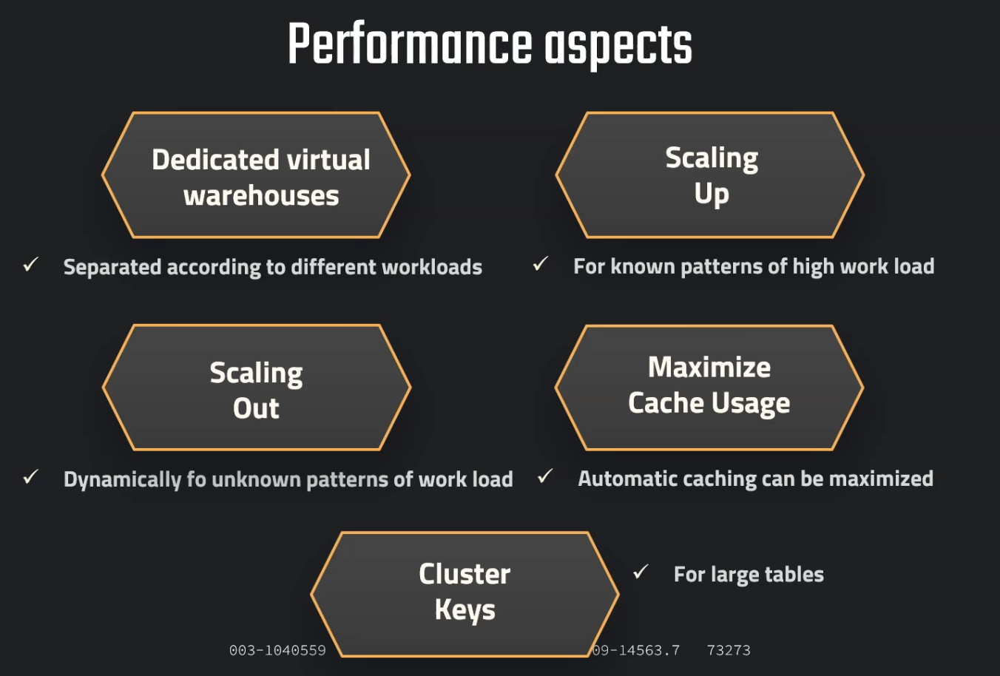 Performance aspects
Dedicated virtual
warehouses
✓ Separated according to different workloads
Scaling
Up
✓ For known patterns of high work load
Scaling
Out
✓ Dynamically fo unknown patterns of work load
Maximize
Cache Usage
✓ Automatic caching can be maximized
Cluster
Keys
✓ For large tables
003-1040559
09-14563.7 73273